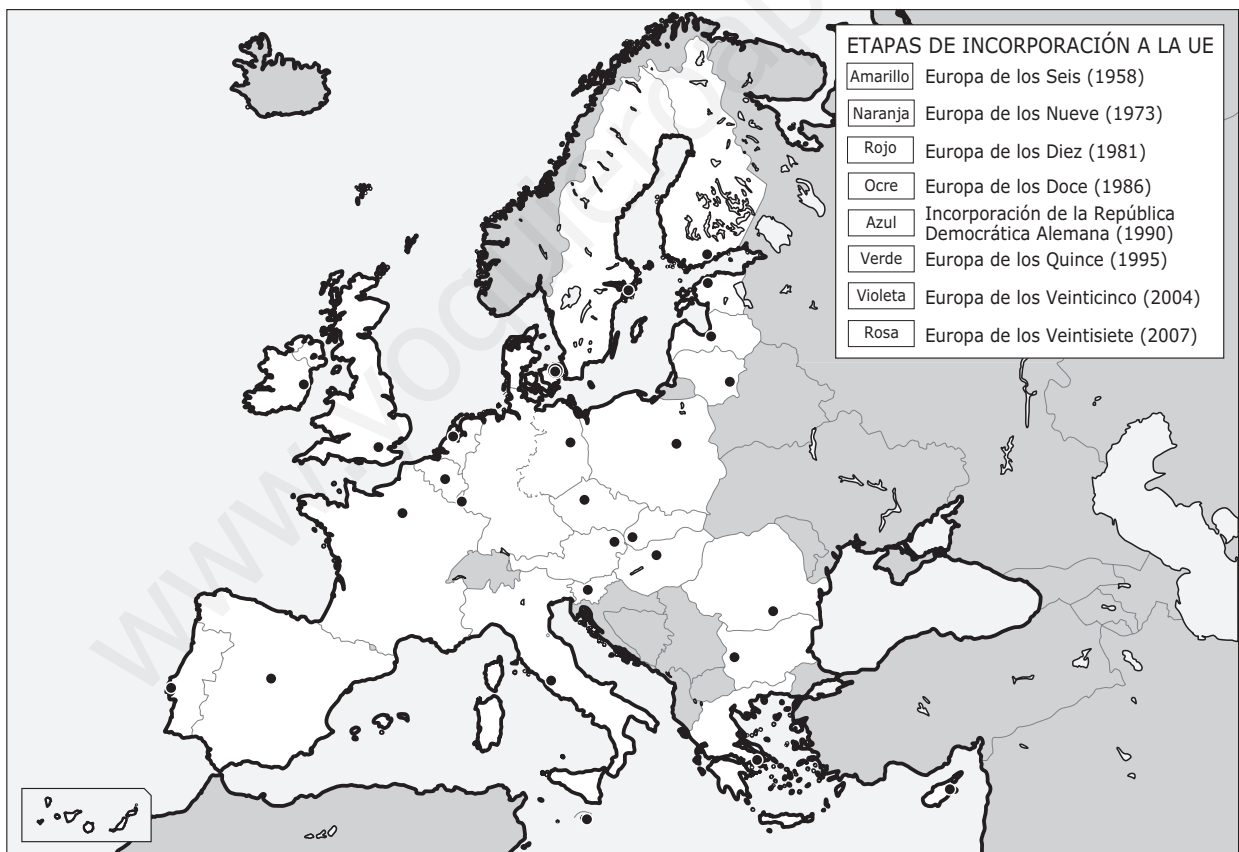 ETAPAS DE INCORPORACIÓN A LA UE
Amarillo Europa de los Seis (1958)
Naranja Europa de los Nueve (1973)
Rojo Europa de los Diez (1981)
Ocre Europa de los Doce (1986)
Azul Incorporación de la República
Democrática Alemana (1990)
Verde Europa de los Quince (1995)
Violeta Europa de los Veinticinco (2004)
Rosa Europa de los Veintisiete (2007)